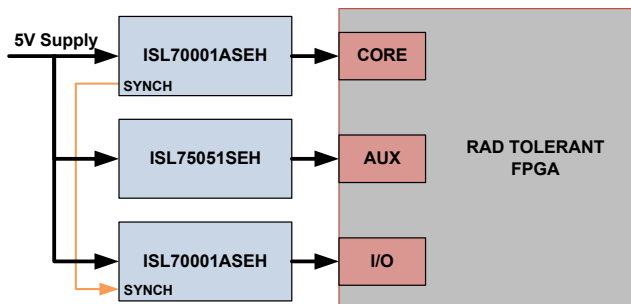 5V Supply
ISL70001ASEH
SYNCH
CORE
ISL75051SEH
AUX
RAD TOLERANT
FPGA
ISL70001ASEH
SYNCH
I/O